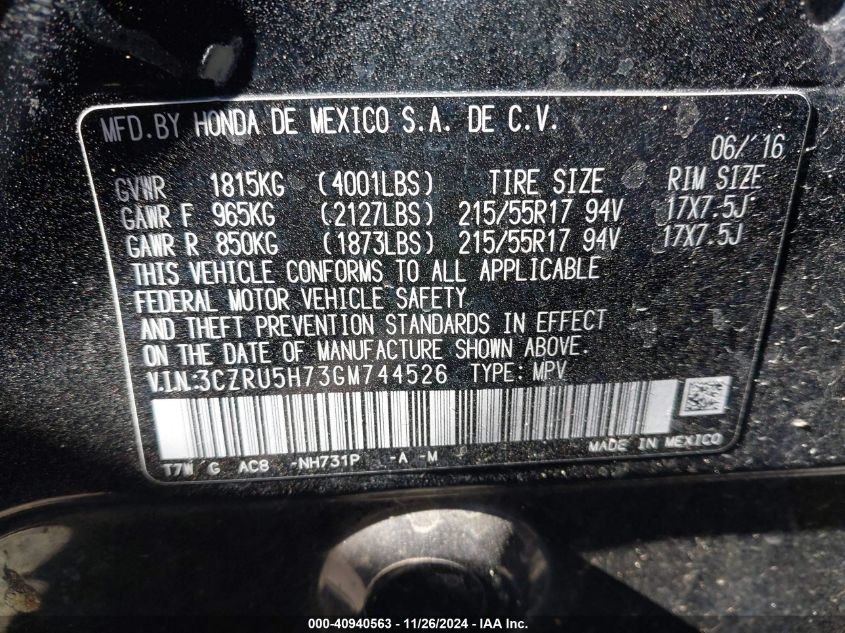 MFD. BY HONDA DE MEXICO S.A. DE C.V.
06/'16
GVWR 1815KG (4001LBS) TIRE SIZE RIM SIZE
GAWR F 965KG (2127LBS) 215/55R17 94V 17X7.5J
GAWR R 850KG (1873LBS) 215/55R17 94V 17X7.5J
THIS VEHICLE CONFORMS TO ALL APPLICABLE
FEDERAL MOTOR VEHICLE SAFETY
AND THEFT PREVENTION STANDARDS IN EFFECT
ON THE DATE OF MANUFACTURE SHOWN ABOVE.
V.I.N.:3CZRU5H73GM744526 TYPE: MPV
T7W G AC8 -NH731P -A -M MADE IN MEXICO
000-40940563 - 11/26/2024 - IAA Inc.